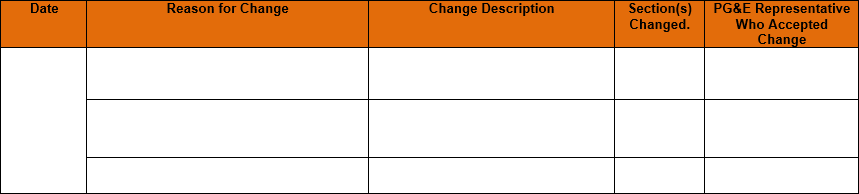 Date Reason for Change Change Description Section(s) PG&E Representative
Changed. Who Accepted
Change